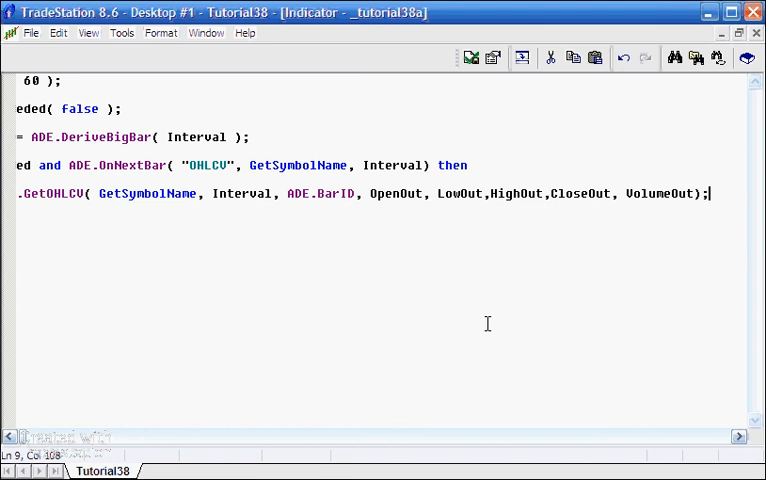 TradeStation 8.6 - Desktop #1 - Tutorial38 - [Indicator - _tutorial38a]
File Edit View Tools Format Window Help
60 );
eded( false );
= ADE.DeriveBigBar( Interval );
ed and ADE.OnNextBar( "OHLCV", GetSymbolName, Interval) then
.GetOHLCV( GetSymbolName, Interval, ADE.BarID, OpenOut, LowOut,HighOut,CloseOut, VolumeOut);
Created with
Ln 9, Col 108
Tutorial38